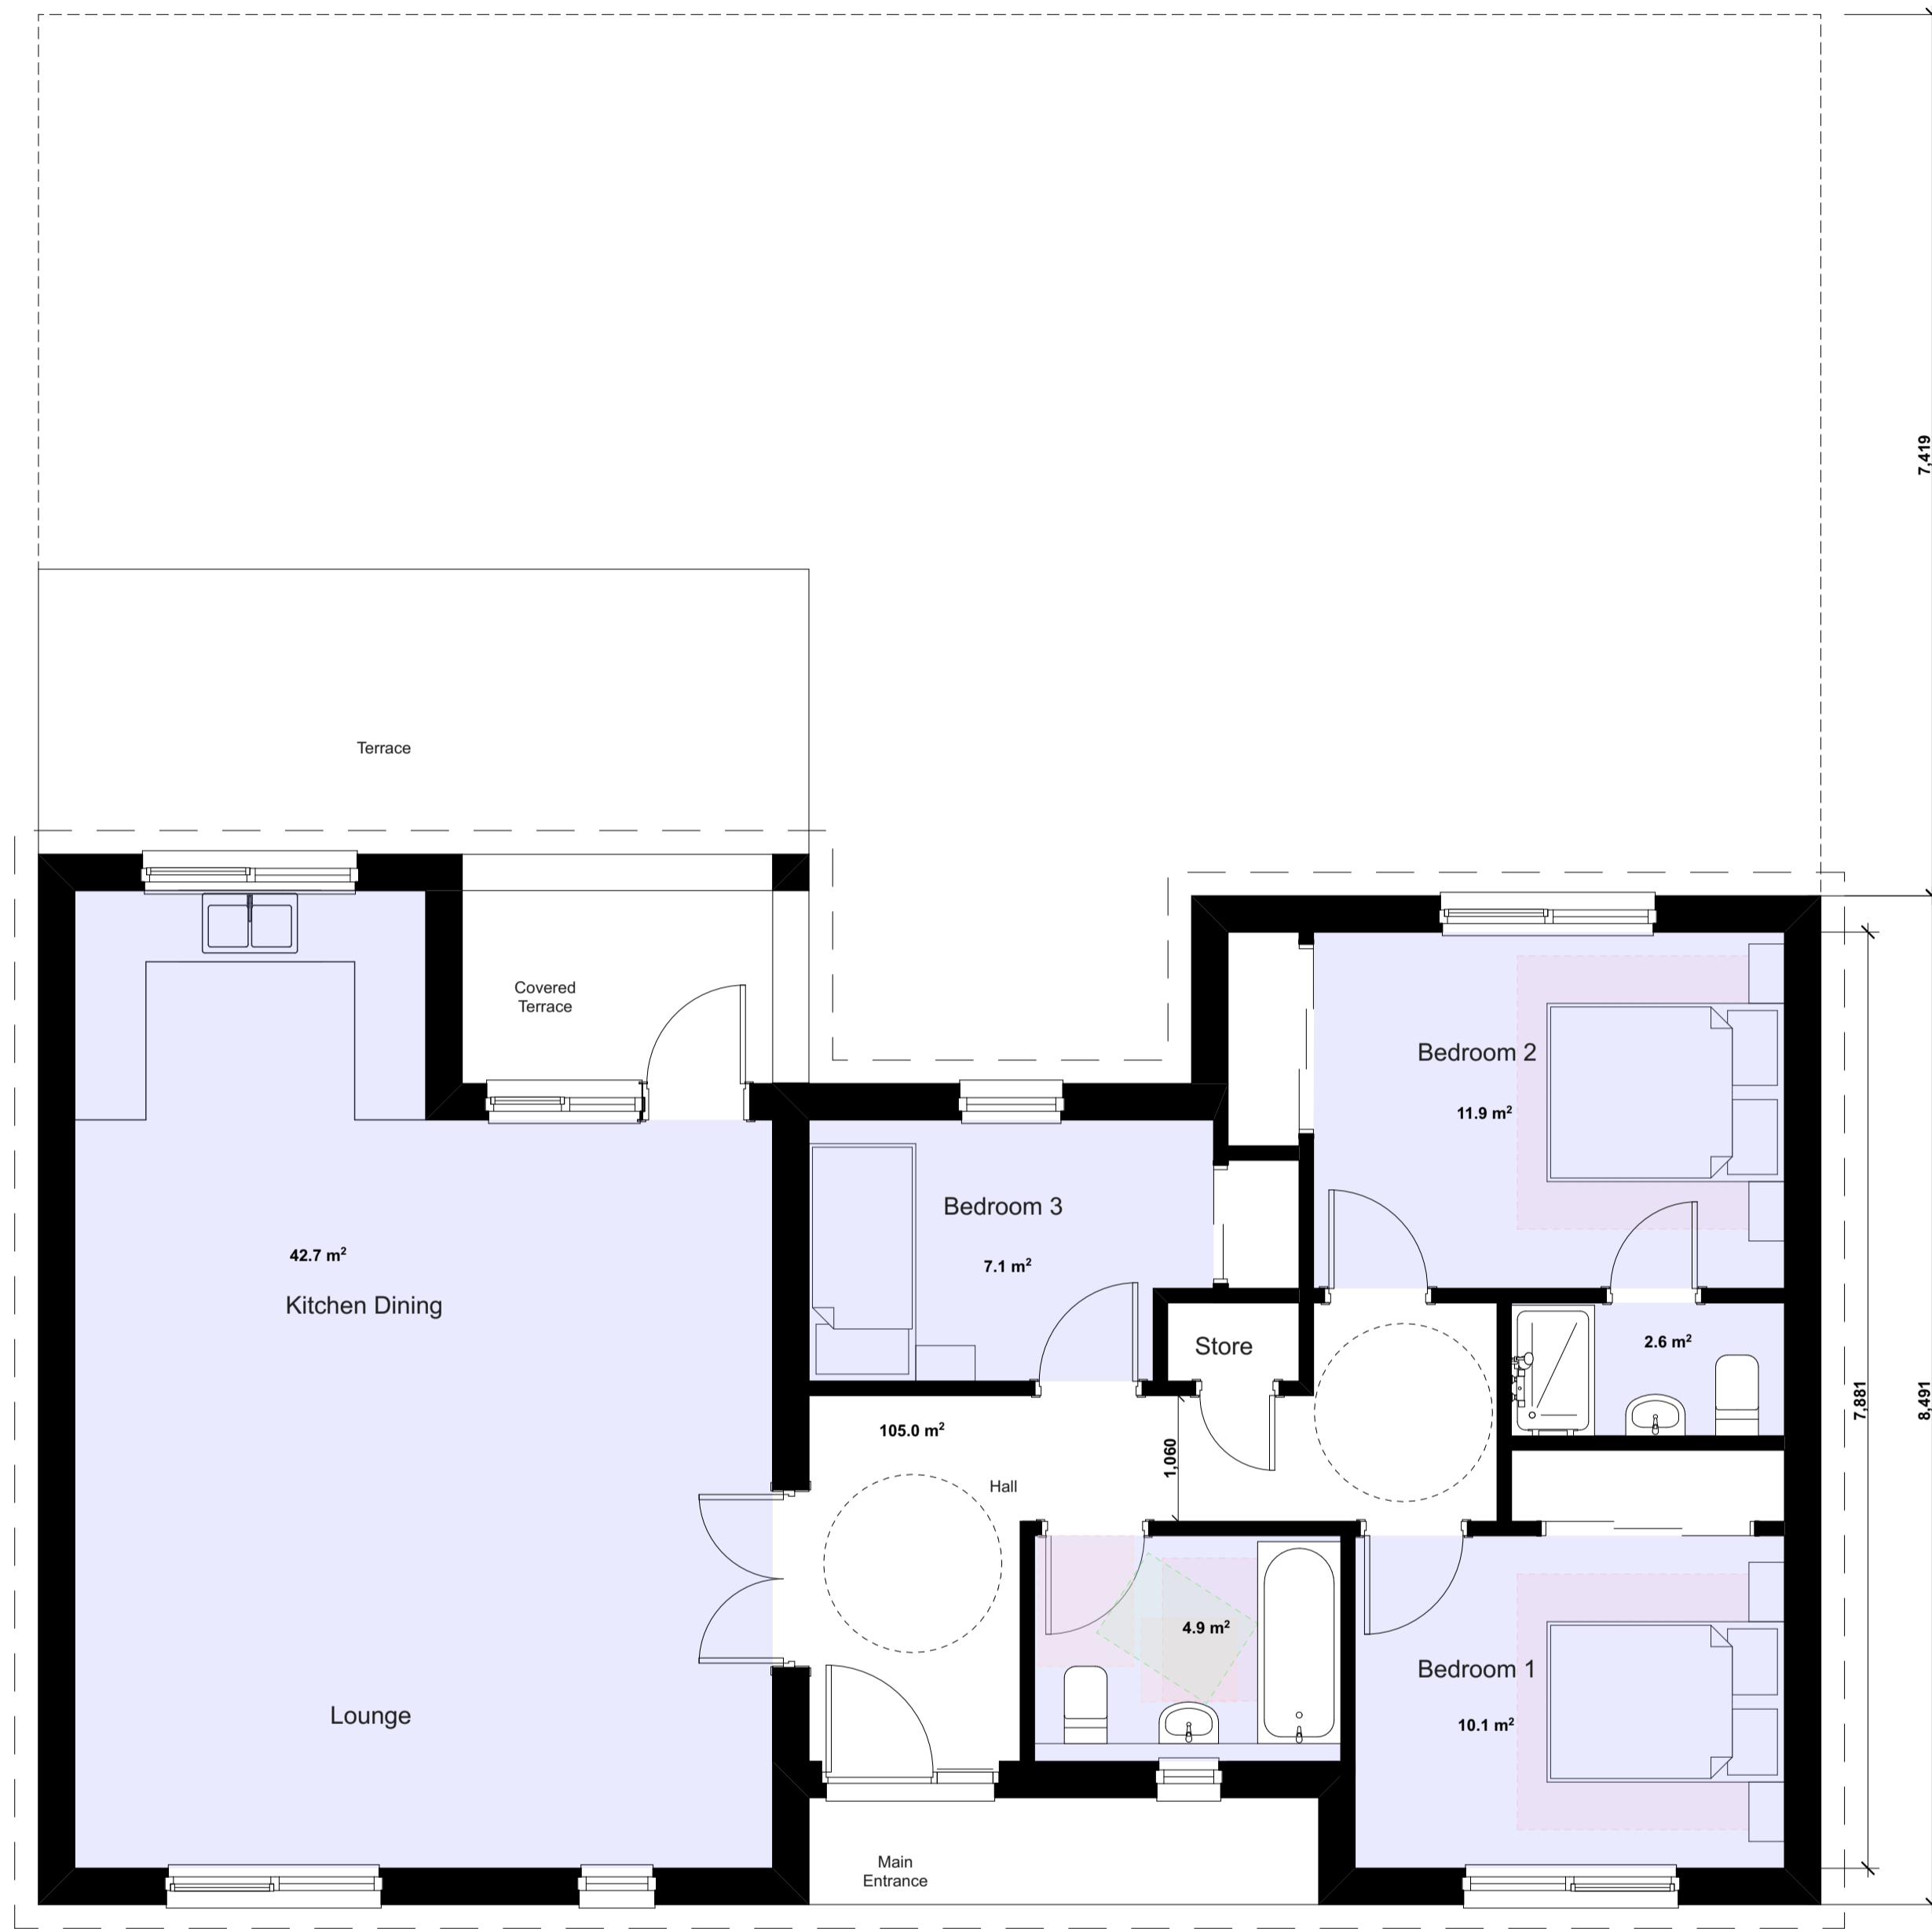 7,419
Terrace
Covered
Terrace
Bedroom 2
11.9 m²
Bedroom 3
7.1 m²
42.7 m²
Kitchen Dining
Store
2.6 m²
7,881
8,491
105.0 m²
1,060
Hall
4.9 m²
Bedroom 1
10.1 m²
Lounge
Main
Entrance